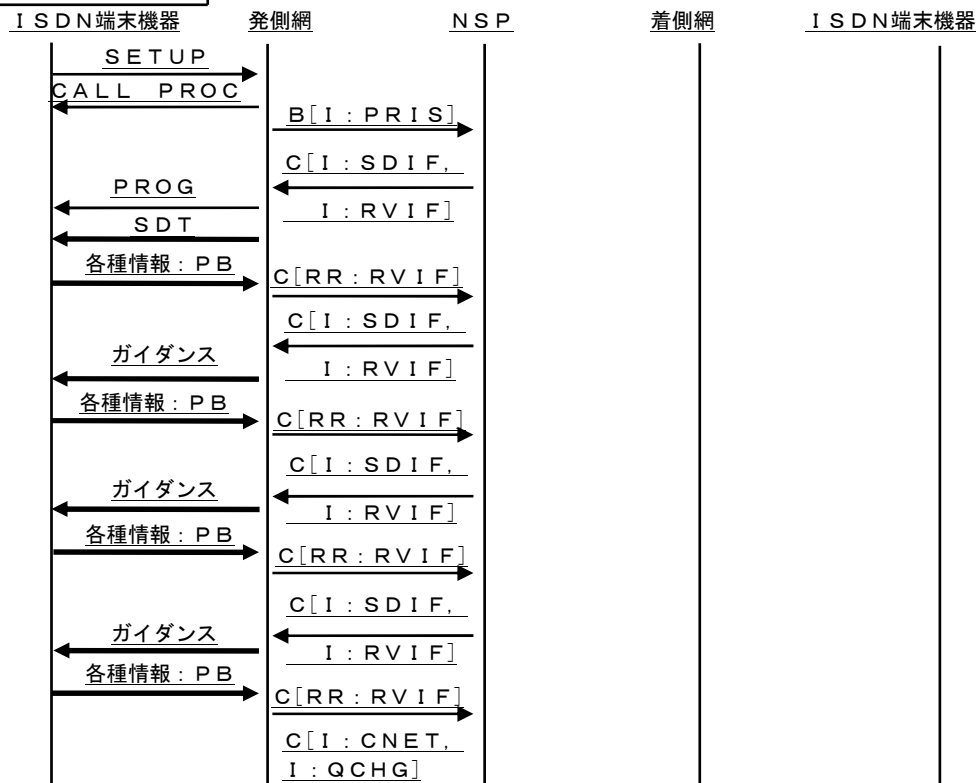 ＩＳＤＮ端末機器　発側網　ＮＳＰ　着側網　ＩＳＤＮ端末機器
ＳＥＴＵＰ
ＣＡＬＬ　ＰＲＯＣ
Ｂ［Ｉ：ＰＲＩＳ］
Ｃ［Ｉ：ＳＤＩＦ，
ＰＲＯＧ
Ｉ：ＲＶＩＦ］
ＳＤＴ
各種情報：ＰＢ
Ｃ［ＲＲ：ＲＶＩＦ］
Ｃ［Ｉ：ＳＤＩＦ，
ガイダンス
Ｉ：ＲＶＩＦ］
各種情報：ＰＢ
Ｃ［ＲＲ：ＲＶＩＦ］
Ｃ［Ｉ：ＳＤＩＦ，
ガイダンス
Ｉ：ＲＶＩＦ］
各種情報：ＰＢ
Ｃ［ＲＲ：ＲＶＩＦ］
Ｃ［Ｉ：ＳＤＩＦ，
ガイダンス
Ｉ：ＲＶＩＦ］
各種情報：ＰＢ
Ｃ［ＲＲ：ＲＶＩＦ］
Ｃ［Ｉ：ＣＮＥＴ，
Ｉ：ＱＣＨＧ］